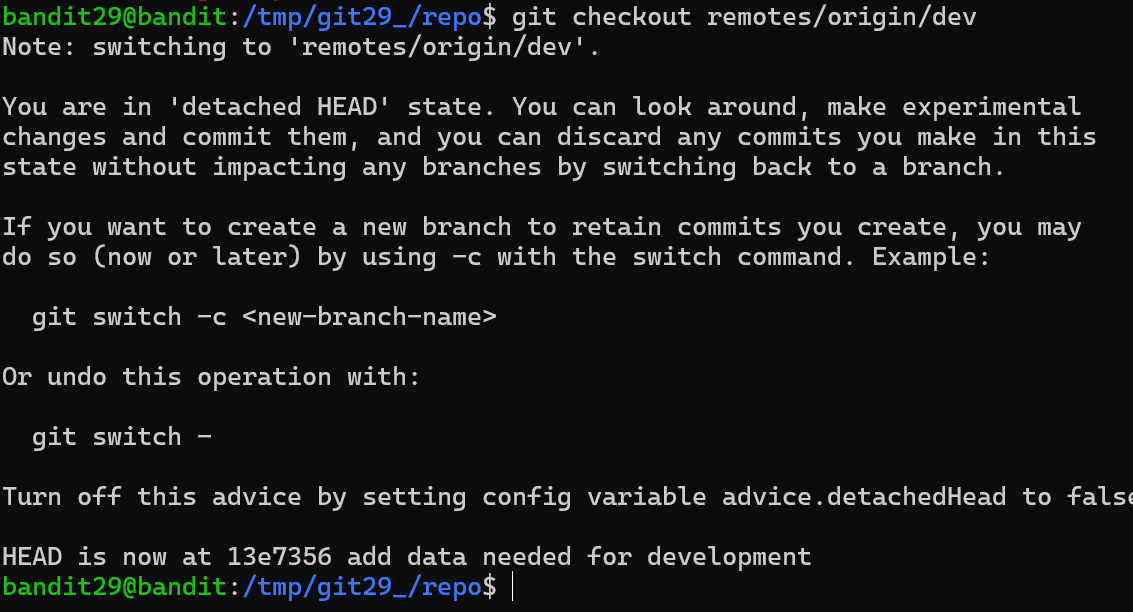 bandit29@bandit:/tmp/git29_/repo$ git checkout remotes/origin/dev
Note: switching to 'remotes/origin/dev'.
You are in 'detached HEAD' state. You can look around, make experimental
changes and commit them, and you can discard any commits you make in this
state without impacting any branches by switching back to a branch.
If you want to create a new branch to retain commits you create, you may
do so (now or later) by using -c with the switch command. Example:
git switch -c <new-branch-name>
Or undo this operation with:
git switch -
Turn off this advice by setting config variable advice.detachedHead to false
HEAD is now at 13e7356 add data needed for development
bandit29@bandit:/tmp/git29_/repo$